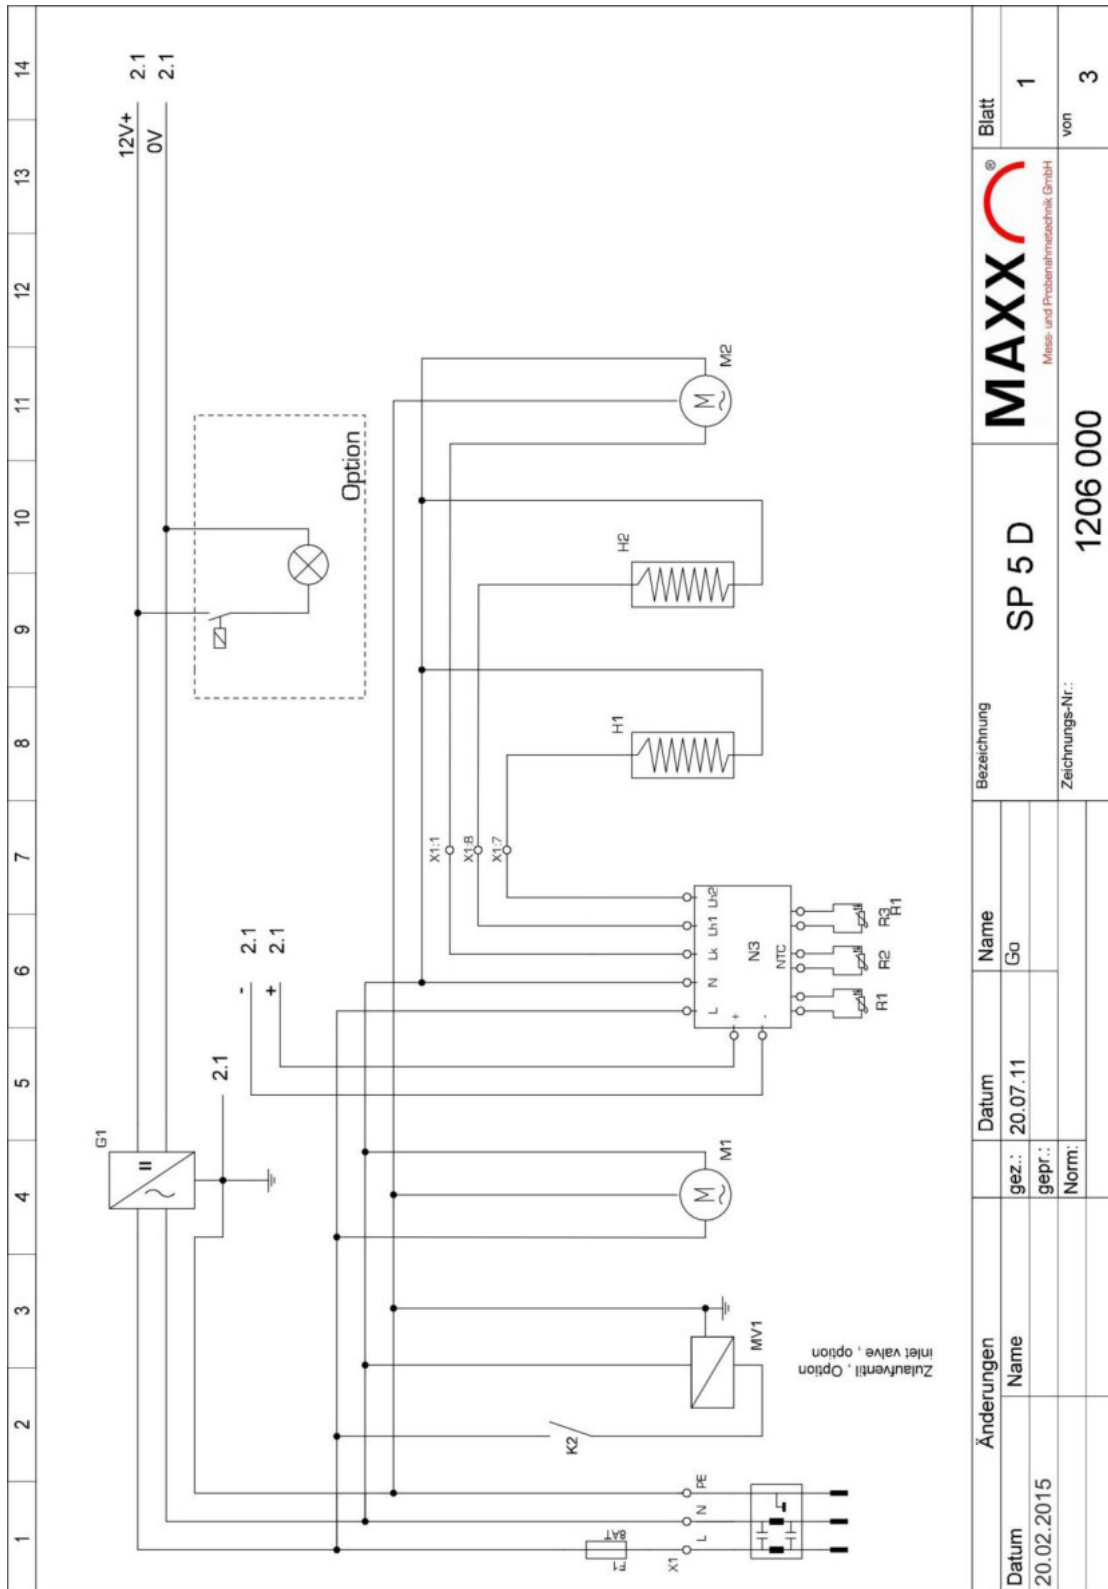 1 2 3 4 5 6 7 8 9 10 11 12 13 14
12V+ 2.1
0V 2.1
G1
2.1
- 2.1
+ 2.1
Option
X1:1
X1:8
X1:7
H1
H2
M
M2
M
M1
K2
MV1
Zulaufventil , Option
inlet valve , option
F1
8AT
X1
L N PE
L N Lk Lh1 Lh2
+
-
N3
NTC
R1 R2 R3 R1
Änderungen
Datum Name
20.02.2015
Datum Name
gez.: 20.07.11 Go
gepr.:
Norm:
Bezeichnung
SP 5 D
MAXX®
Mess- und Probenahmetechnik GmbH
Blatt
1
von
3
Zeichnungs-Nr.:
1206 000